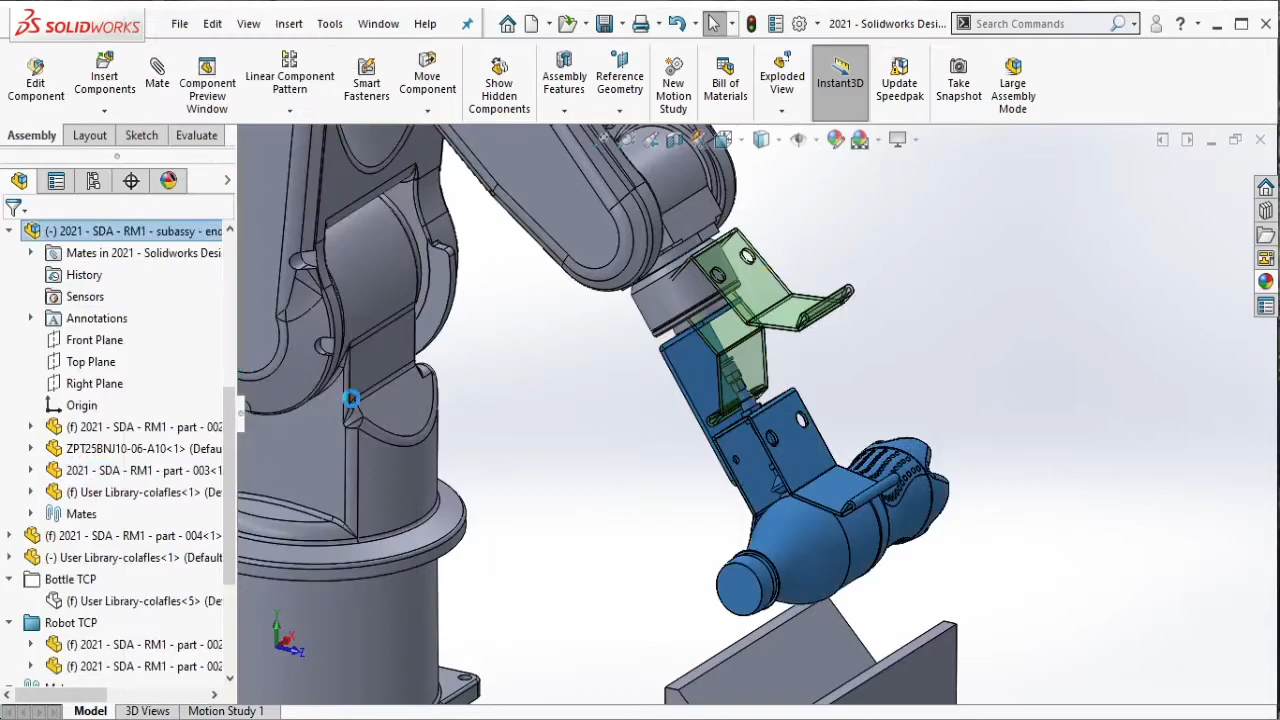 SOLIDWORKS File Edit View Insert Tools Window Help 2021 - Solidworks Desi... Search Commands ?
Edit Component
Insert Components
Mate
Component Preview Window
Linear Component Pattern
Smart Fasteners
Move Component
Show Hidden Components
Assembly Features
Reference Geometry
New Motion Study
Bill of Materials
Exploded View
Instant3D
Update Speedpak
Take Snapshot
Large Assembly Mode
Assembly Layout Sketch Evaluate
(-) 2021 - SDA - RM1 - subassy - end
Mates in 2021 - Solidworks Desi
History
Sensors
Annotations
Front Plane
Top Plane
Right Plane
Origin
(f) 2021 - SDA - RM1 - part - 002
ZPT25BNJ10-06-A10<1> (Defau
2021 - SDA - RM1 - part - 003<1
(f) User Library-colafles<1> (De
Mates
(f) 2021 - SDA - RM1 - part - 004<1>
(-) User Library-colafles<1> (Default
Bottle TCP
(f) User Library-colafles<5> (De
Robot TCP
(f) 2021 - SDA - RM1 - part - 002
(f) 2021 - SDA - RM1 - part - 002
Y
X
Z
Model 3D Views Motion Study 1